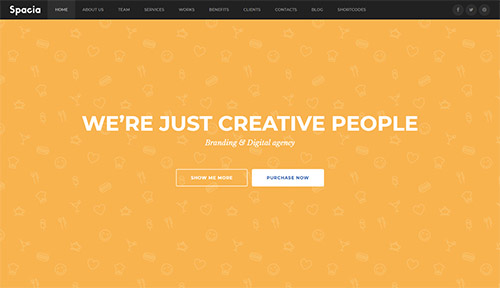 Spacia HOME ABOUT US TEAM SERVICES WORKS BENEFITS CLIENTS CONTACTS BLOG SHORTCODES
WE'RE JUST CREATIVE PEOPLE
Branding & Digital agency
SHOW ME MORE PURCHASE NOW